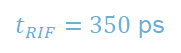 t_RIF = 350 ps